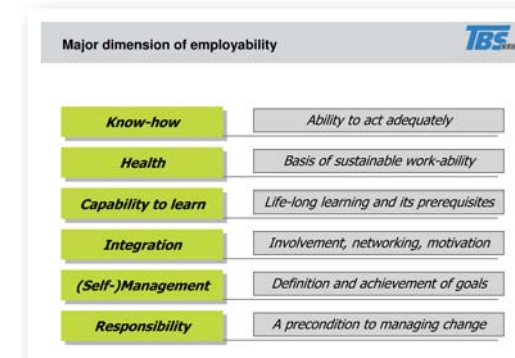 Major dimension of employability
TBS
Know-how Ability to act adequately
Health Basis of sustainable work-ability
Capability to learn Life-long learning and its prerequisites
Integration Involvement, networking, motivation
(Self-)Management Definition and achievement of goals
Responsibility A precondition to managing change